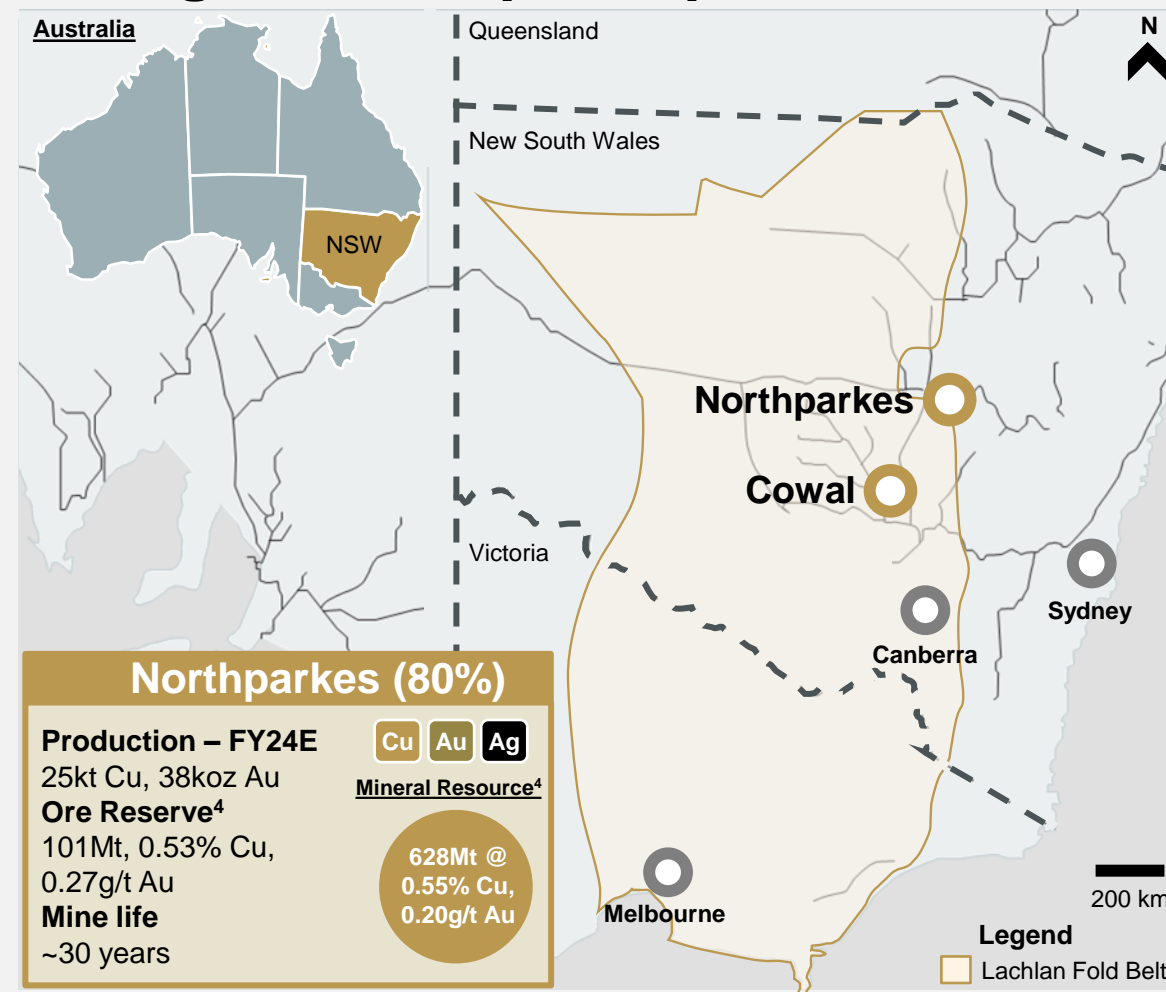 Australia
Queensland
N
New South Wales
NSW
Northparkes
Cowal
Victoria
Sydney
Canberra
Northparkes (80%)
Production – FY24E
25kt Cu, 38koz Au
Ore Reserve⁴
101Mt, 0.53% Cu,
0.27g/t Au
Mine life
~30 years
Cu Au Ag
Mineral Resource⁴
628Mt @
0.55% Cu,
0.20g/t Au
Melbourne
200 km
Legend
Lachlan Fold Belt